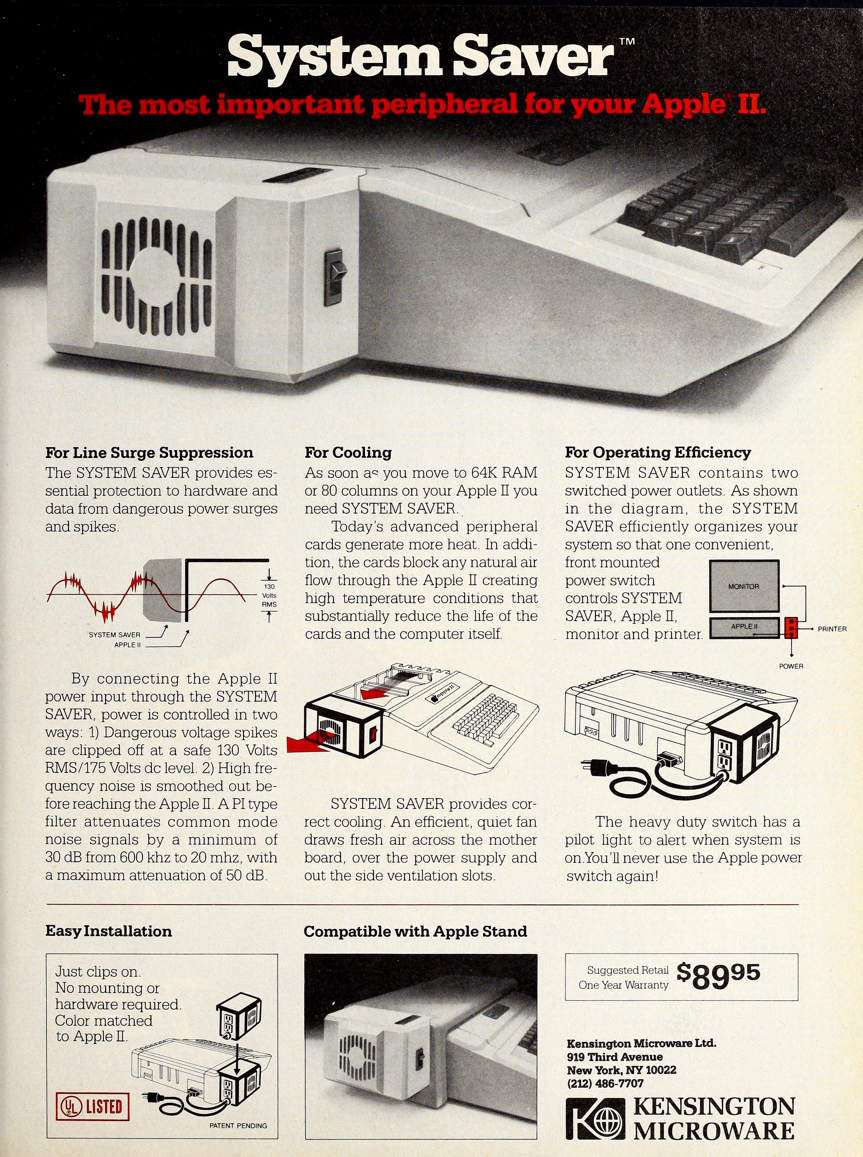 System Saver™
The most important peripheral for your Apple® II.
For Line Surge Suppression
The SYSTEM SAVER provides es-
sential protection to hardware and
data from dangerous power surges
and spikes.
130
Volts
RMS
SYSTEM SAVER
APPLE II
By connecting the Apple II
power input through the SYSTEM
SAVER, power is controlled in two
ways: 1) Dangerous voltage spikes
are clipped off at a safe 130 Volts
RMS/175 Volts dc level. 2) High fre-
quency noise is smoothed out be-
fore reaching the Apple II. A PI type
filter attenuates common mode
noise signals by a minimum of
30 dB from 600 khz to 20 mhz, with
a maximum attenuation of 50 dB.
For Cooling
As soon as you move to 64K RAM
or 80 columns on your Apple II you
need SYSTEM SAVER.
Today's advanced peripheral
cards generate more heat. In addi-
tion, the cards block any natural air
flow through the Apple II creating
high temperature conditions that
substantially reduce the life of the
cards and the computer itself.
SYSTEM SAVER provides cor-
rect cooling. An efficient, quiet fan
draws fresh air across the mother
board, over the power supply and
out the side ventilation slots.
For Operating Efficiency
SYSTEM SAVER contains two
switched power outlets. As shown
in the diagram, the SYSTEM
SAVER efficiently organizes your
system so that one convenient,
front mounted
power switch
controls SYSTEM
SAVER, Apple II,
monitor and printer.
MONITOR
APPLE II
PRINTER
POWER
The heavy duty switch has a
pilot light to alert when system is
on.You'll never use the Apple power
switch again!
Easy Installation
Just clips on.
No mounting or
hardware required.
Color matched
to Apple II.
UL LISTED
PATENT PENDING
Compatible with Apple Stand
Suggested Retail
One Year Warranty
$8995
Kensington Microware Ltd.
919 Third Avenue
New York, NY 10022
(212) 486-7707
KENSINGTON
MICROWARE